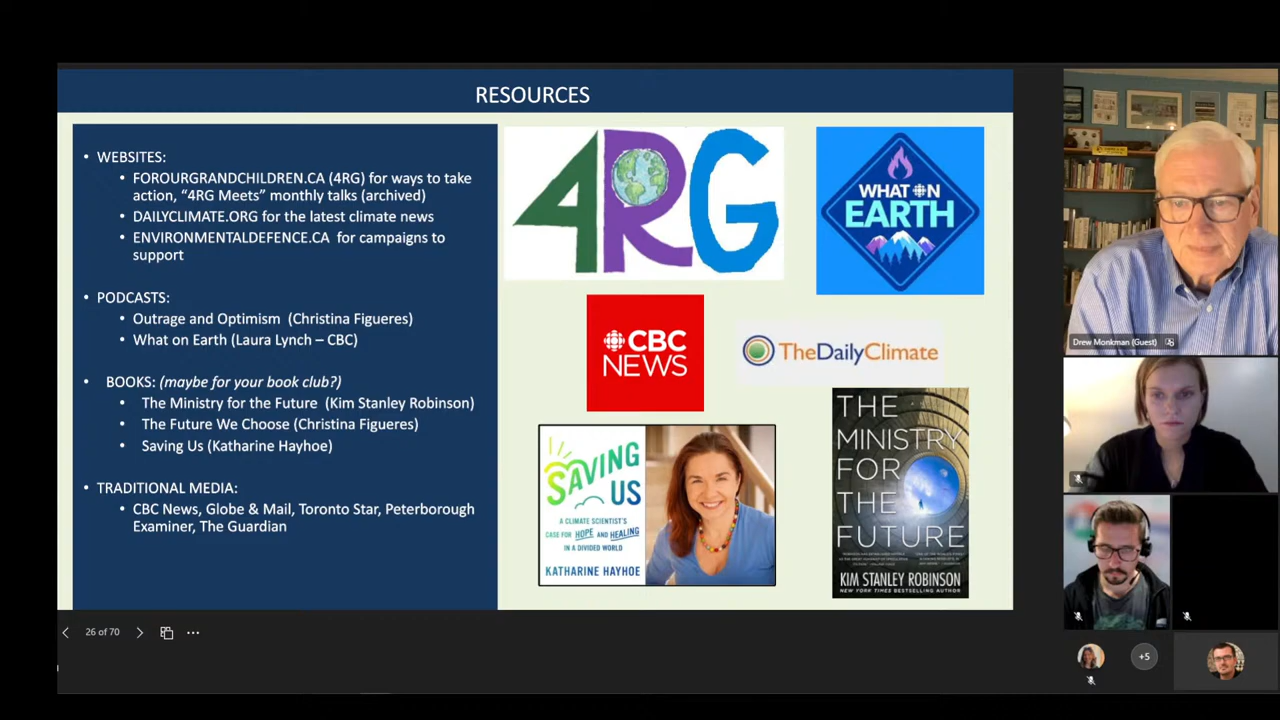 RESOURCES
• WEBSITES:
• FOROURGRANDCHILDREN.CA (4RG) for ways to take
action, “4RG Meets” monthly talks (archived)
• DAILYCLIMATE.ORG for the latest climate news
• ENVIRONMENTALDEFENCE.CA for campaigns to
support
• PODCASTS:
• Outrage and Optimism (Christina Figueres)
• What on Earth (Laura Lynch – CBC)
• BOOKS: (maybe for your book club?)
• The Ministry for the Future (Kim Stanley Robinson)
• The Future We Choose (Christina Figueres)
• Saving Us (Katharine Hayhoe)
• TRADITIONAL MEDIA:
• CBC News, Globe & Mail, Toronto Star, Peterborough
Examiner, The Guardian
4RG
WHAT ON
EARTH
CBC
NEWS
TheDailyClimate
SAVING
US
A CLIMATE SCIENTIST'S
CASE FOR HOPE AND HEALING
IN A DIVIDED WORLD
KATHARINE HAYHOE
THE
MINISTRY
FOR
THE
FUTURE
KIM STANLEY ROBINSON
NEW YORK TIMES BESTSELLING AUTHOR
Drew Monkman (Guest)
26 of 70
+5